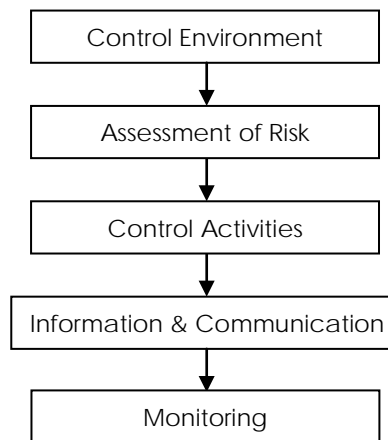 Control Environment
Assessment of Risk
Control Activities
Information & Communication
Monitoring